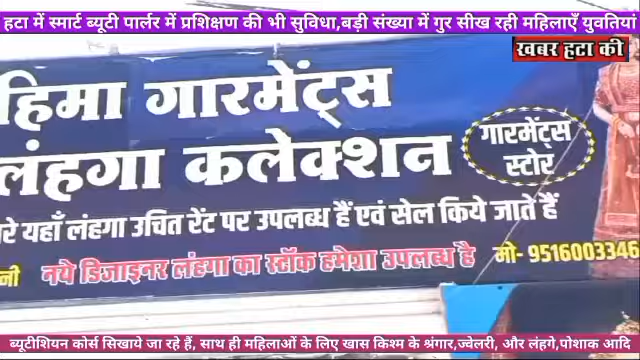 हटा में स्मार्ट ब्यूटी पार्लर में प्रशिक्षण की भी सुविधा,बड़ी संख्या में गुर सीख रही महिलाएँ युवतियां
खबर हटा की
हिमा गारमेंट्स
लंहगा कलेक्शन
गारमेंट्स
स्टोर
रे यहाँ लंहगा उचित रेंट पर उपलब्ध हैं एवं सेल किये जाते हैं
नी नये डिजाइनर लंहगा का स्टॉक हमेशा उपलब्ध है मो- 9516003346
ब्यूटीशियन कोर्स सिखाये जा रहे हैं, साथ ही महिलाओं के लिए खास किश्म के श्रंगार,ज्वेलरी, और लंहगे,पोशाक आदि